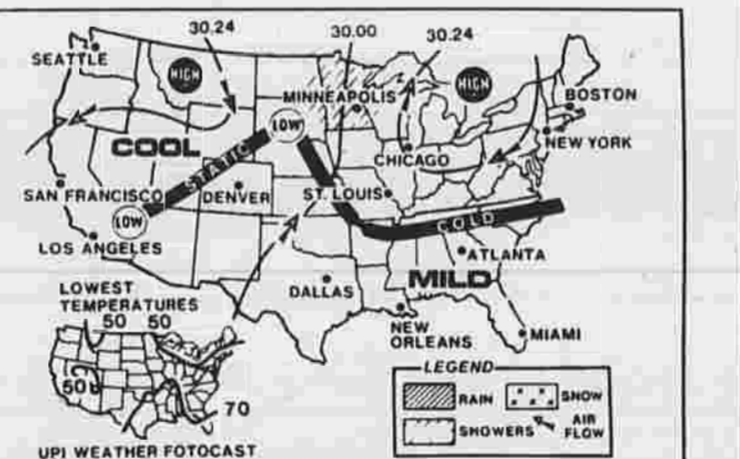 30.24
30.00
30.24
SEATTLE
HIGH
HIGH
MINNEAPOLIS
BOSTON
LOW
COOL
NEW YORK
CHICAGO
STATIC
SAN FRANCISCO
DENVER
ST. LOUIS
LOW
COLD
LOS ANGELES
ATLANTA
MILD
DALLAS
LOWEST
TEMPERATURES
50 50
NEW
ORLEANS
MIAMI
50
70
LEGEND
RAIN
SNOW
SHOWERS
AIR
FLOW
UPI WEATHER FOTOCAST